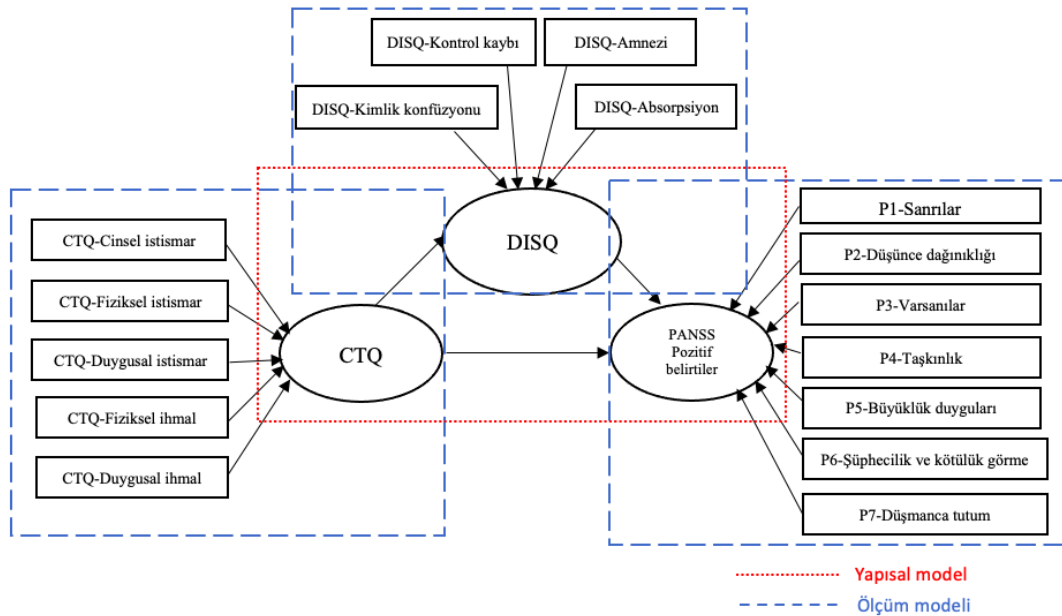 DISQ-Kontrol kaybı
DISQ-Amnezi
DISQ-Kimlik konfüzyonu
DISQ-Absorpsiyon
DISQ
CTQ-Cinsel istismar
CTQ-Fiziksel istismar
CTQ-Duygusal istismar
CTQ-Fiziksel ihmal
CTQ-Duygusal ihmal
CTQ
PANSS
Pozitif
belirtiler
P1-Sanrılar
P2-Düşünce dağınıklığı
P3-Varsanılar
P4-Taşkınlık
P5-Büyüklük duyguları
P6-Şüphecilik ve kötülük görme
P7-Düşmanca tutum
Yapısal model
Ölçüm modeli